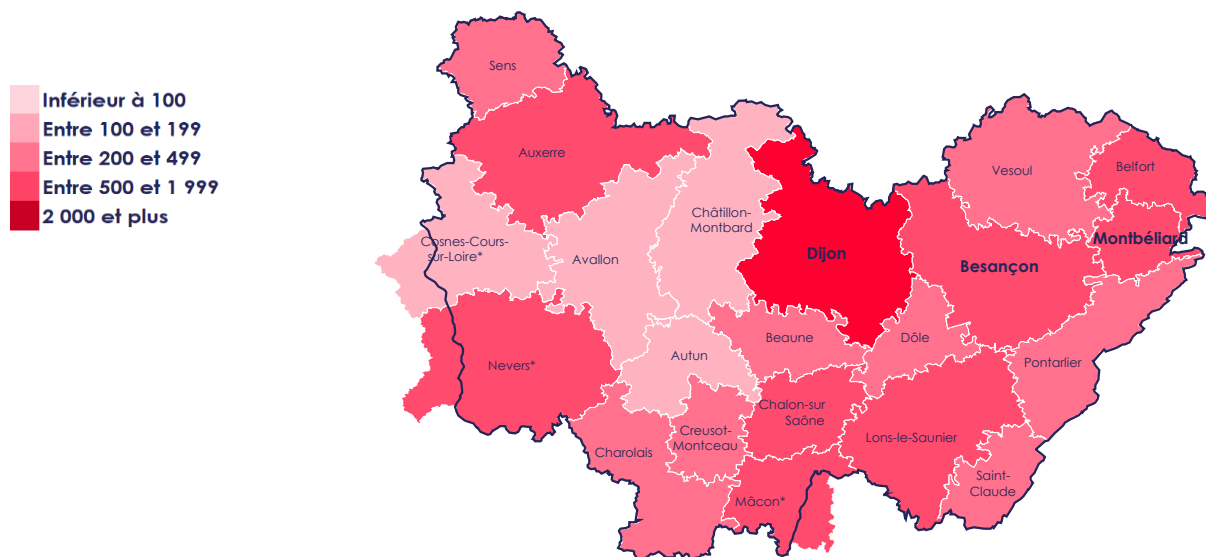 Inférieur à 100
Entre 100 et 199
Entre 200 et 499
Entre 500 et 1 999
2 000 et plus
Sens
Auxerre
Vesoul
Belfort
Châtillon-
Montbard
Cosnes-Cours-
sur-Loire*
Avallon
Dijon
Besançon
Montbéliard
Nevers*
Autun
Beaune
Dôle
Pontarlier
Chalon-sur
Saône
Creusot-
Montceau
Charolais
Lons-le-Saunier
Saint-
Claude
Mâcon*